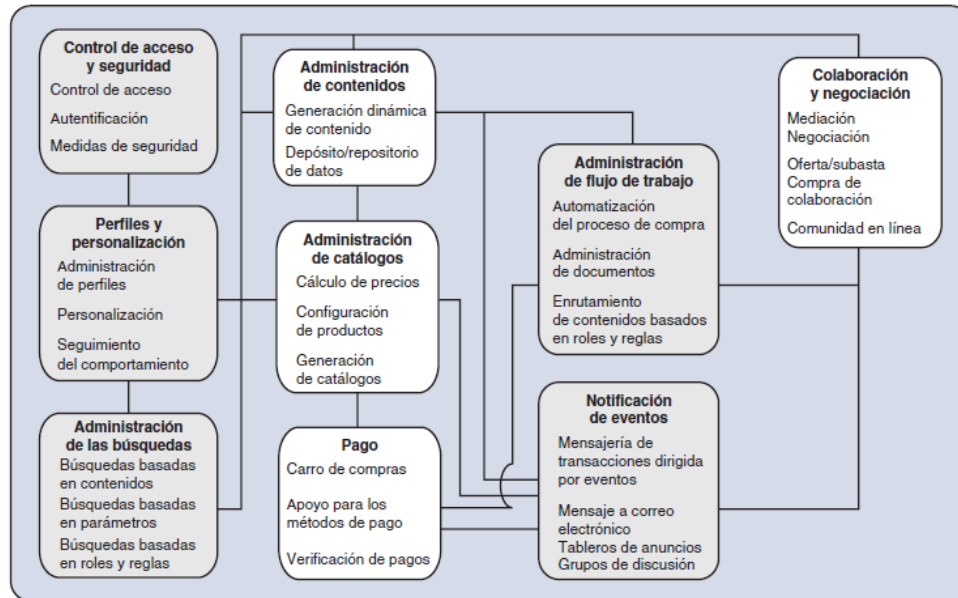 Control de acceso
y seguridad
Control de acceso
Autentificación
Medidas de seguridad
Perfiles y
personalización
Administración
de perfiles
Personalización
Seguimiento
del comportamiento
Administración
de las búsquedas
Búsquedas basadas
en contenidos
Búsquedas basadas
en parámetros
Búsquedas basadas
en roles y reglas
Administración
de contenidos
Generación dinámica
de contenido
Depósito/repositorio
de datos
Administración
de catálogos
Cálculo de precios
Configuración
de productos
Generación
de catálogos
Pago
Carro de compras
Apoyo para los
métodos de pago
Verificación de pagos
Administración
de flujo de trabajo
Automatización
del proceso de compra
Administración
de documentos
Enrutamiento
de contenidos basados
en roles y reglas
Notificación
de eventos
Mensajería de
transacciones dirigida
por eventos
Mensaje a correo
electrónico
Tableros de anuncios
Grupos de discusión
Colaboración
y negociación
Mediación
Negociación
Oferta/subasta
Compra de
colaboración
Comunidad en línea